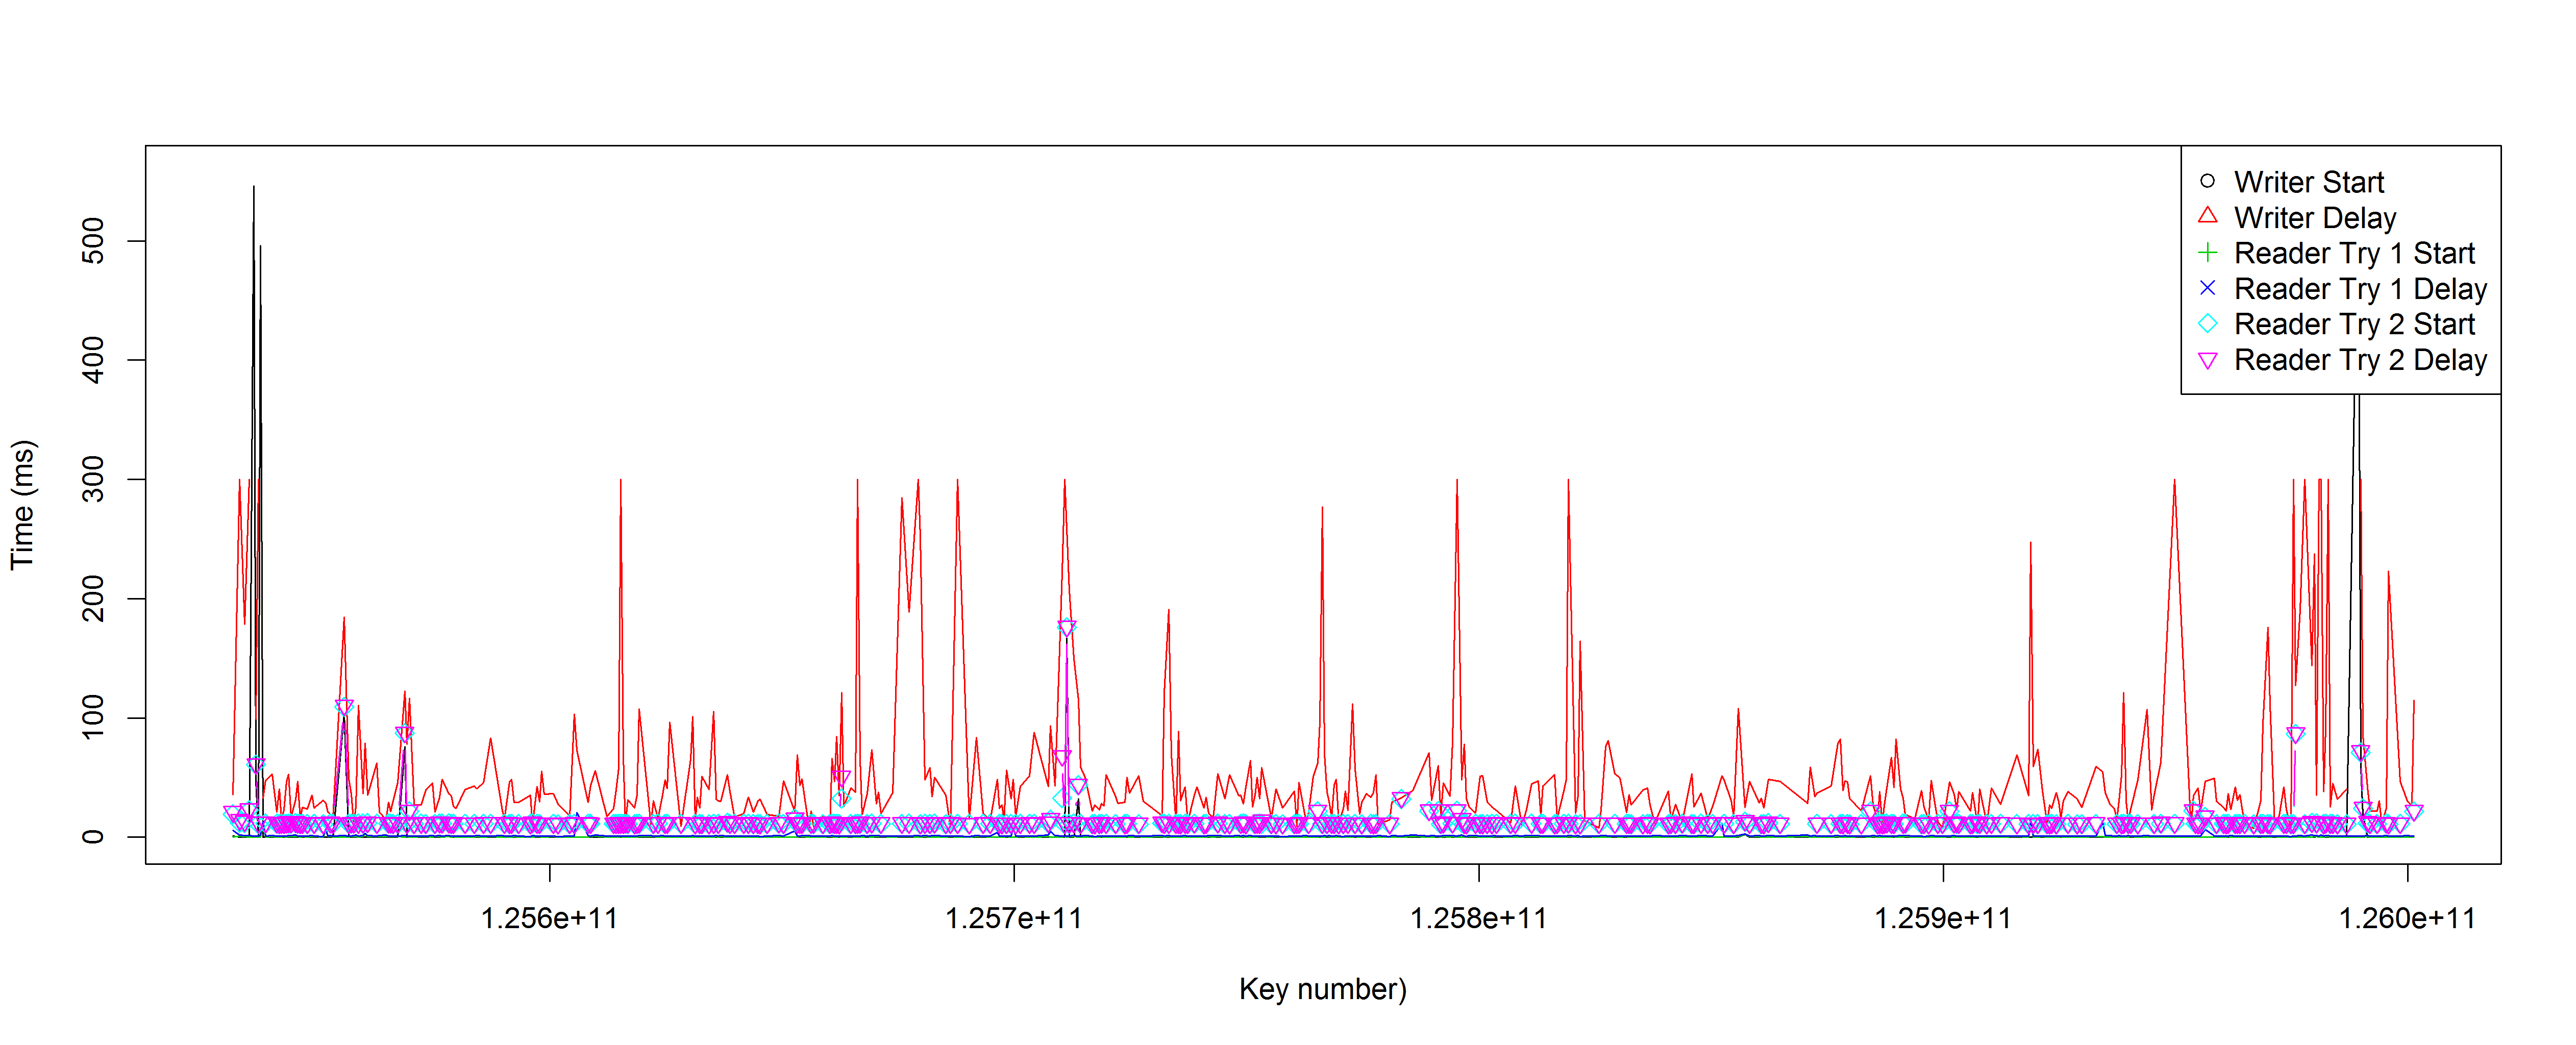 Time (ms)
500
400
300
200
100
0
Writer Start
Writer Delay
Reader Try 1 Start
Reader Try 1 Delay
Reader Try 2 Start
Reader Try 2 Delay
1.256e+11 1.257e+11 1.258e+11 1.259e+11 1.260e+11
Key number)